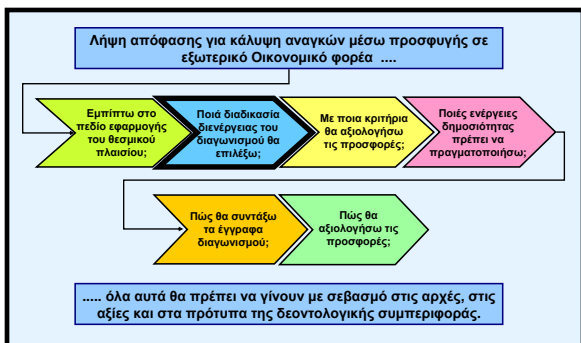 Λήψη απόφασης για κάλυψη αναγκών μέσω προσφυγής σε
εξωτερικό Οικονομικό φορέα ....
Εμπίπτω στο
πεδίο εφαρμογής
του θεσμικού
πλαισίου;
Ποιά διαδικασία
διενέργειας του
διαγωνισμού θα
επιλέξω;
Με ποια κριτήρια
θα αξιολογήσω
τις προσφορές;
Ποιές ενέργειες
δημοσιότητας
πρέπει να
πραγματοποιήσω;
Πώς θα συντάξω
τα έγγραφα
διαγωνισμού;
Πώς θα
αξιολογήσω τις
προσφορές;
..... όλα αυτά θα πρέπει να γίνουν με σεβασμό στις αρχές, στις
αξίες και στα πρότυπα της δεοντολογικής συμπεριφοράς.